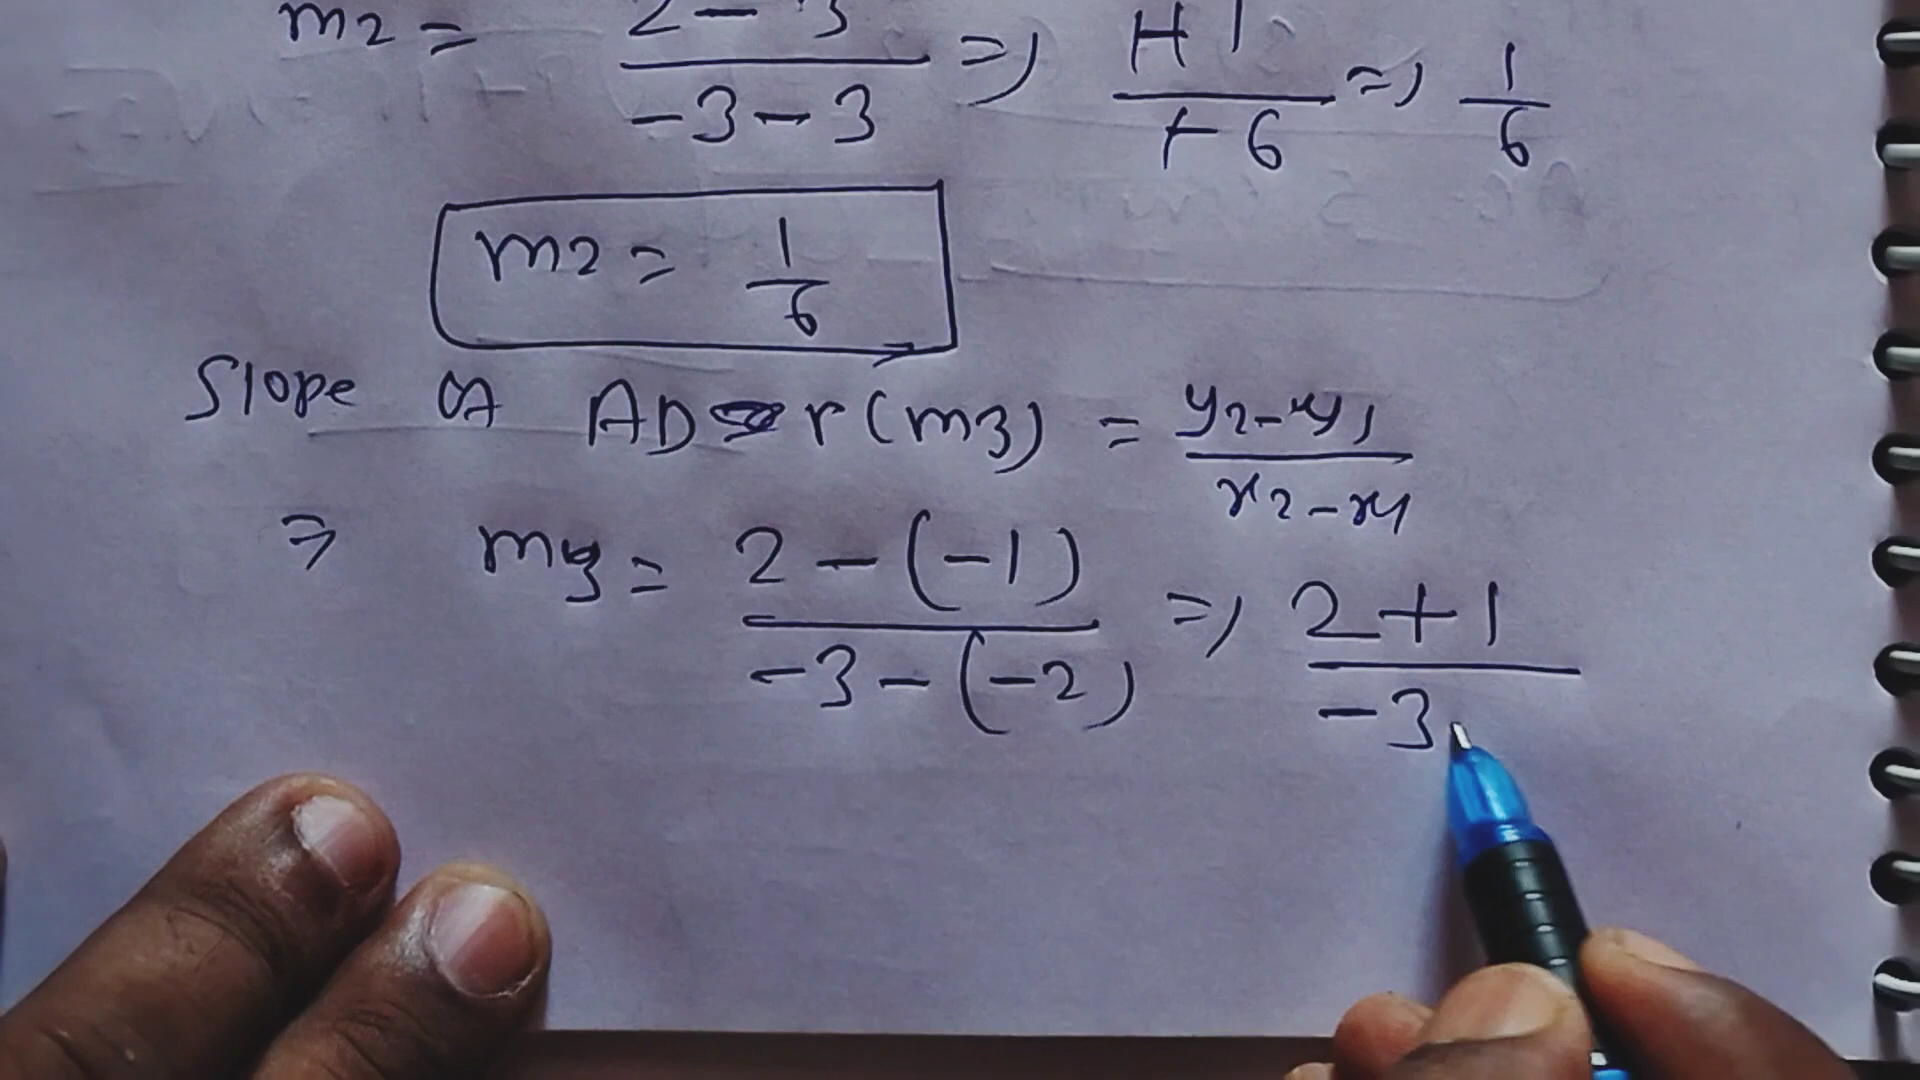 m2 = 2-3/-3-3 => +1/+6 => 1/6
m2 = 1/6
Slope of AD or (m3) = y2-y1/x2-x1
⇒ m3 = 2-(-1)/-3-(-2) => 2+1/-3